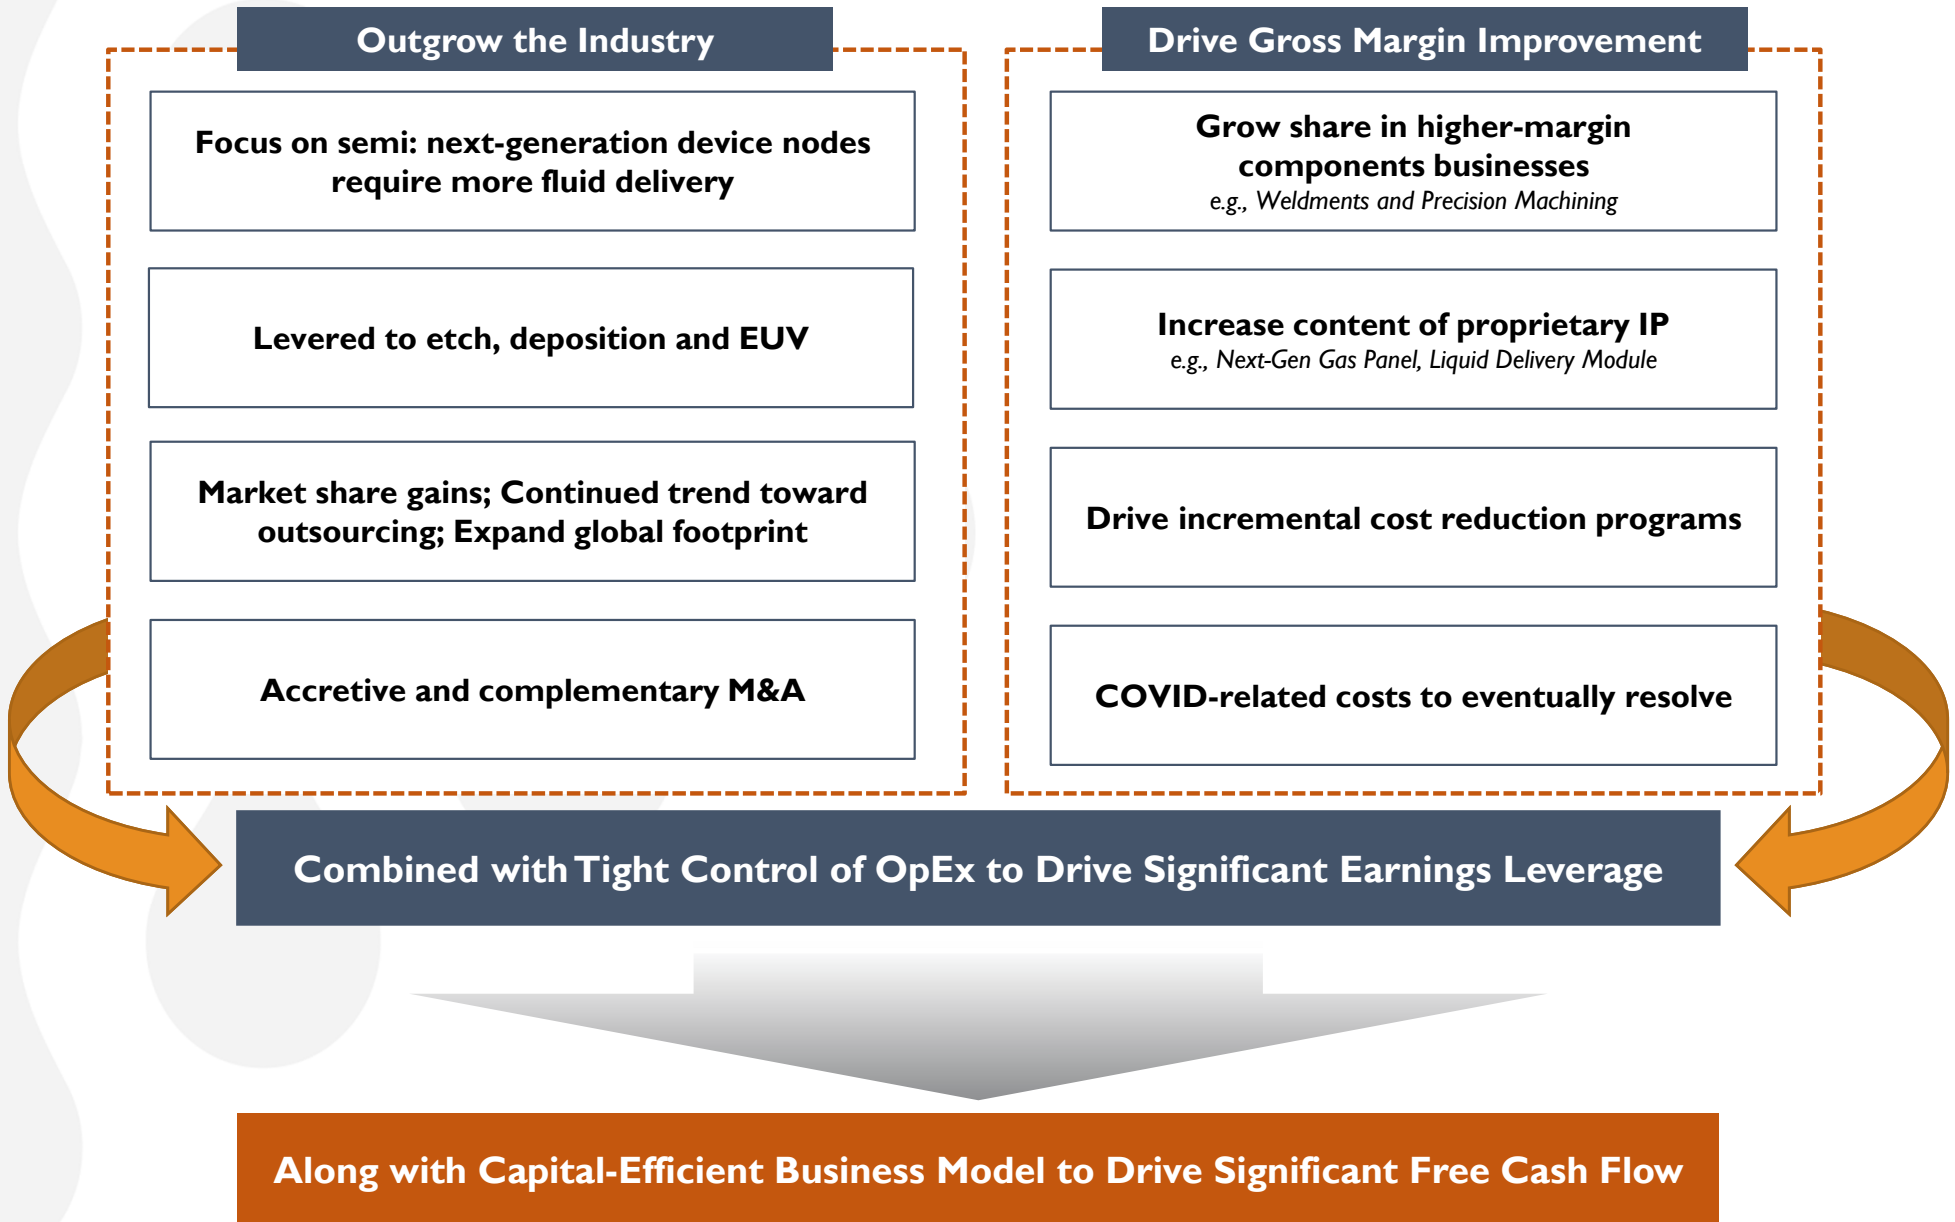 Outgrow the Industry
Focus on semi: next-generation device nodes
require more fluid delivery
Levered to etch, deposition and EUV
Market share gains; Continued trend toward
outsourcing; Expand global footprint
Accretive and complementary M&A
Drive Gross Margin Improvement
Grow share in higher-margin
components businesses
e.g., Weldments and Precision Machining
Increase content of proprietary IP
e.g., Next-Gen Gas Panel, Liquid Delivery Module
Drive incremental cost reduction programs
COVID-related costs to eventually resolve
Combined with Tight Control of OpEx to Drive Significant Earnings Leverage
Along with Capital-Efficient Business Model to Drive Significant Free Cash Flow